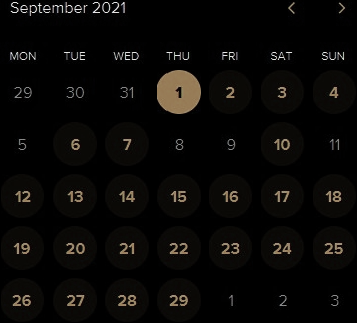 September 2021
MON TUE WED THU FRI SAT SUN
29 30 31 1 2 3 4
5 6 7 8 9 10 11
12 13 14 15 16 17 18
19 20 21 22 23 24 25
26 27 28 29 1 2 3